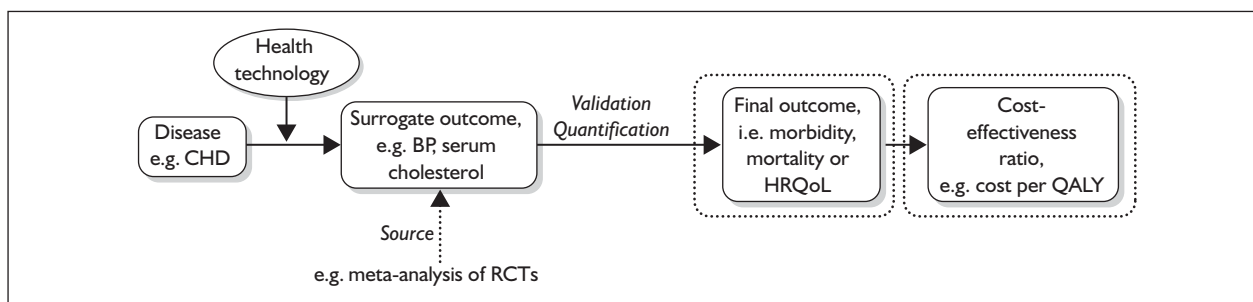 Health
technology
Disease
e.g. CHD
Surrogate outcome,
e.g. BP, serum
cholesterol
Validation
Quantification
Final outcome,
i.e. morbidity,
mortality or
HRQoL
Cost-
effectiveness
ratio,
e.g. cost per QALY
Source
e.g. meta-analysis of RCTs